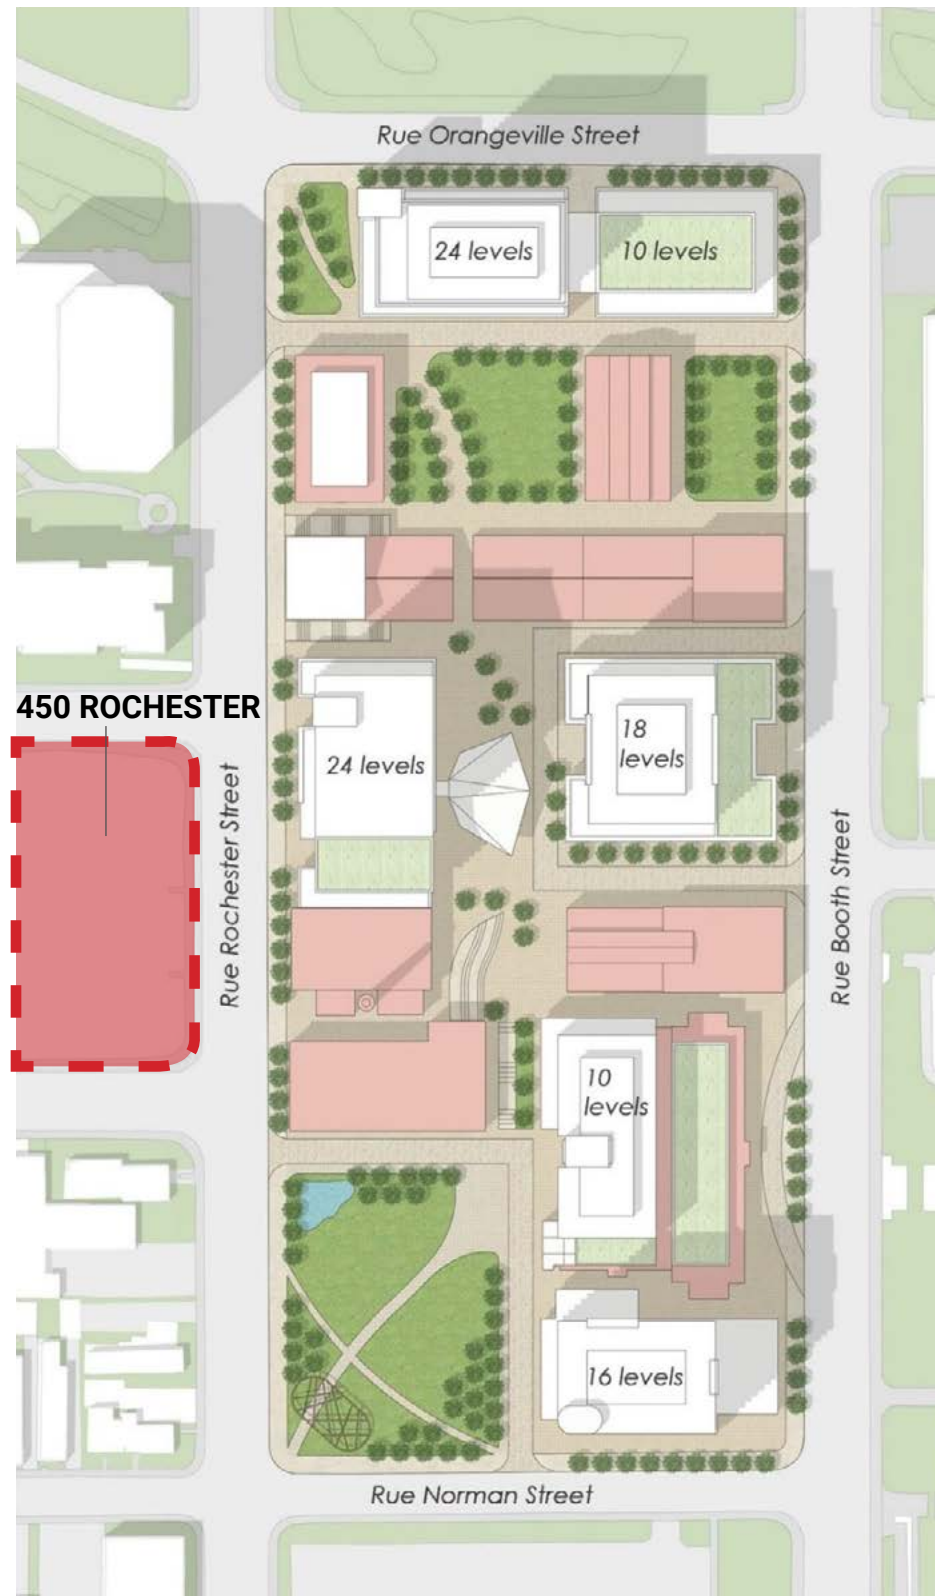 Rue Orangeville Street
24 levels
10 levels
450 ROCHESTER
24 levels
18
levels
Rue Rochester Street
Rue Booth Street
10
levels
16 levels
Rue Norman Street